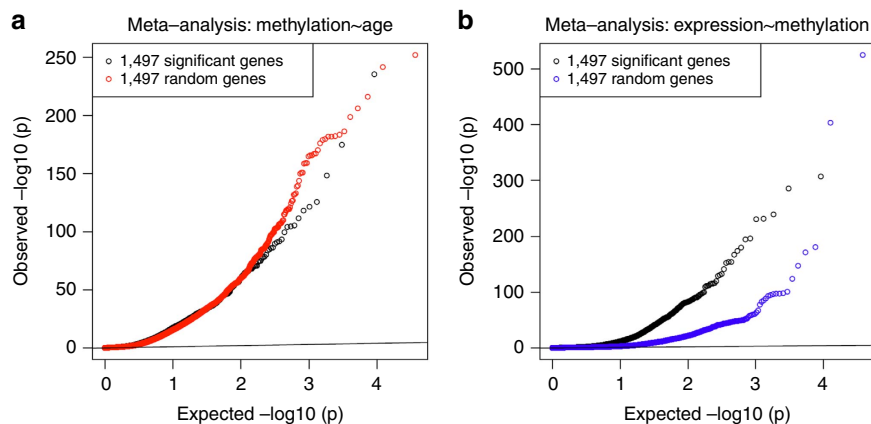 a
Meta–analysis: methylation~age
250
200
150
100
50
0
Observed –log10 (p)
1,497 significant genes
1,497 random genes
0 1 2 3 4
Expected –log10 (p)
b
Meta–analysis: expression~methylation
500
400
300
200
100
0
Observed –log10 (p)
1,497 significant genes
1,497 random genes
0 1 2 3 4
Expected –log10 (p)